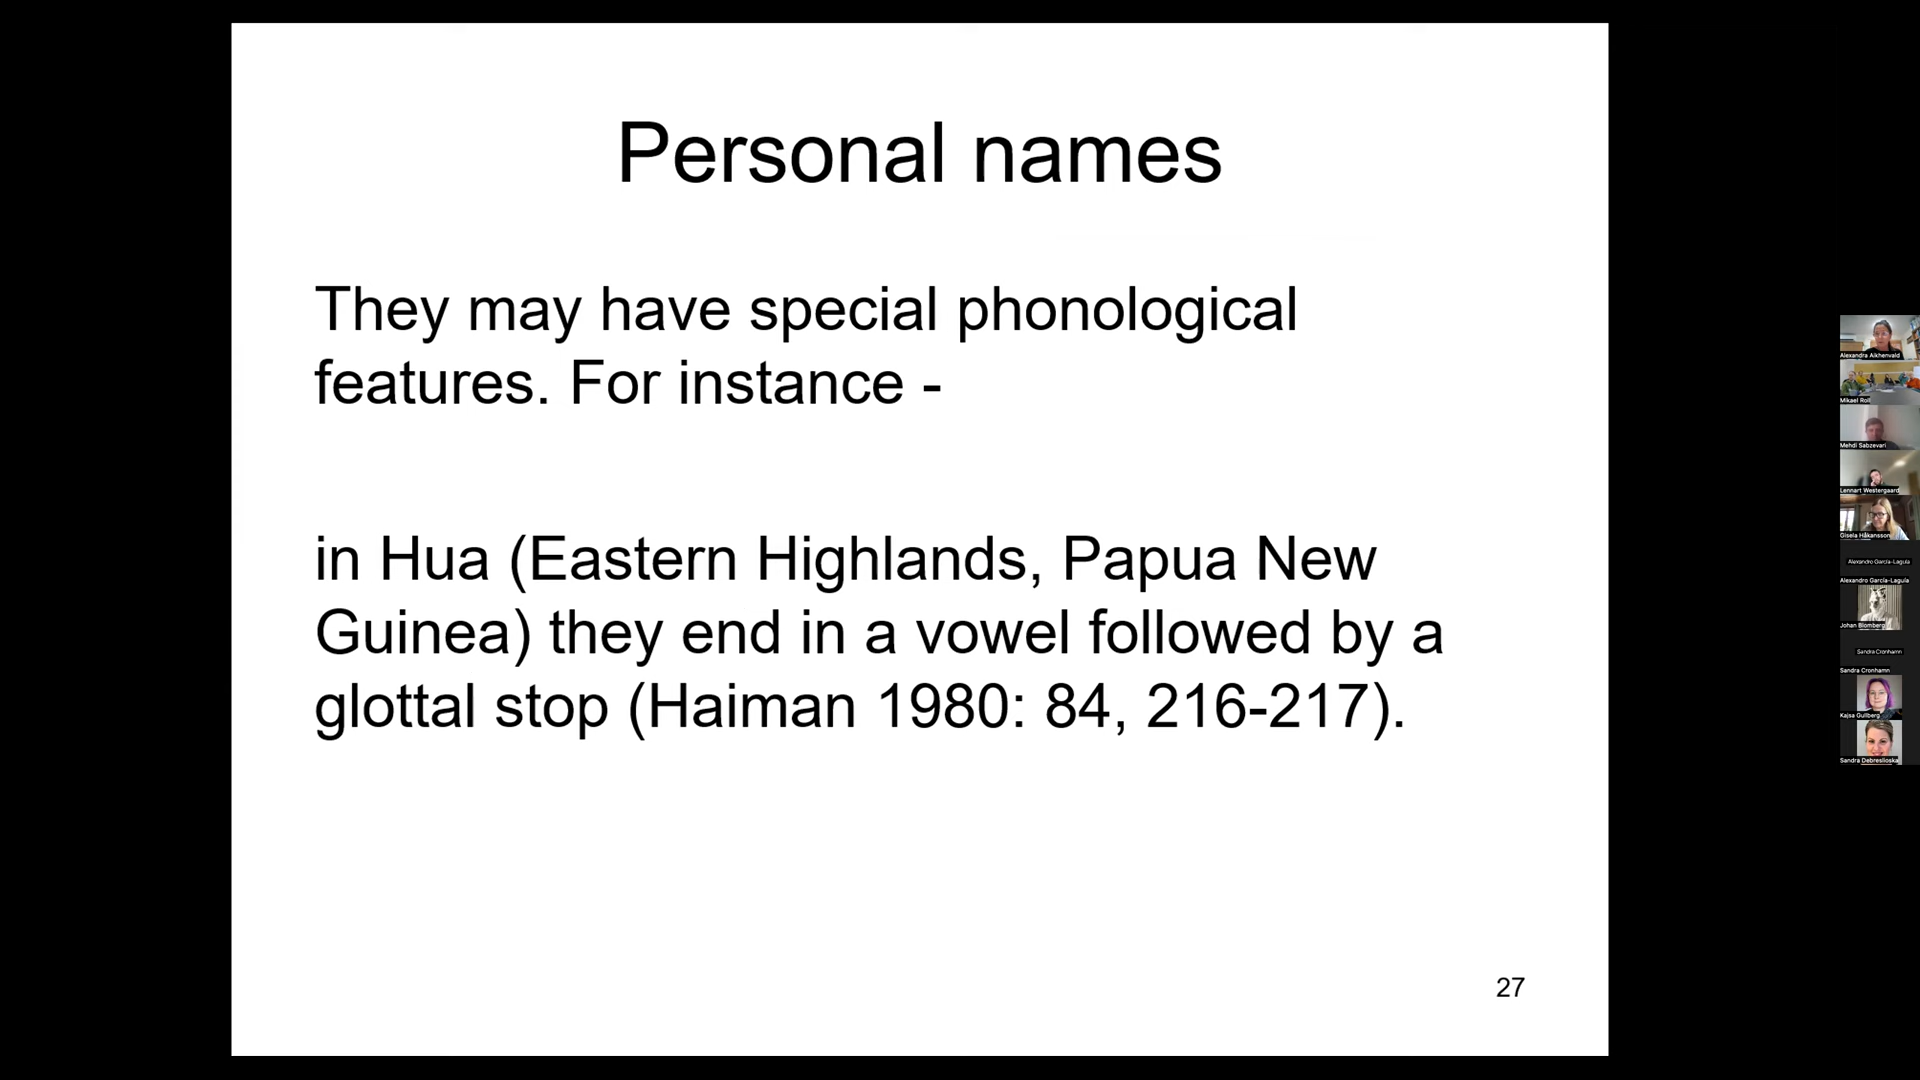 Personal names
They may have special phonological
features. For instance -
in Hua (Eastern Highlands, Papua New
Guinea) they end in a vowel followed by a
glottal stop (Haiman 1980: 84, 216-217).
27
Alexandra Aikhenvald
Mikael Roll
Mehdi Sabzevari
Lennart Westergaard
Gisela Håkansson
Alexandro García-Laguía
Alexandro García-Laguía
Johan Blomberg
Sandra Cronhamn
Sandra Cronhamn
Kajsa Gullberg
Sandra Debreslioska